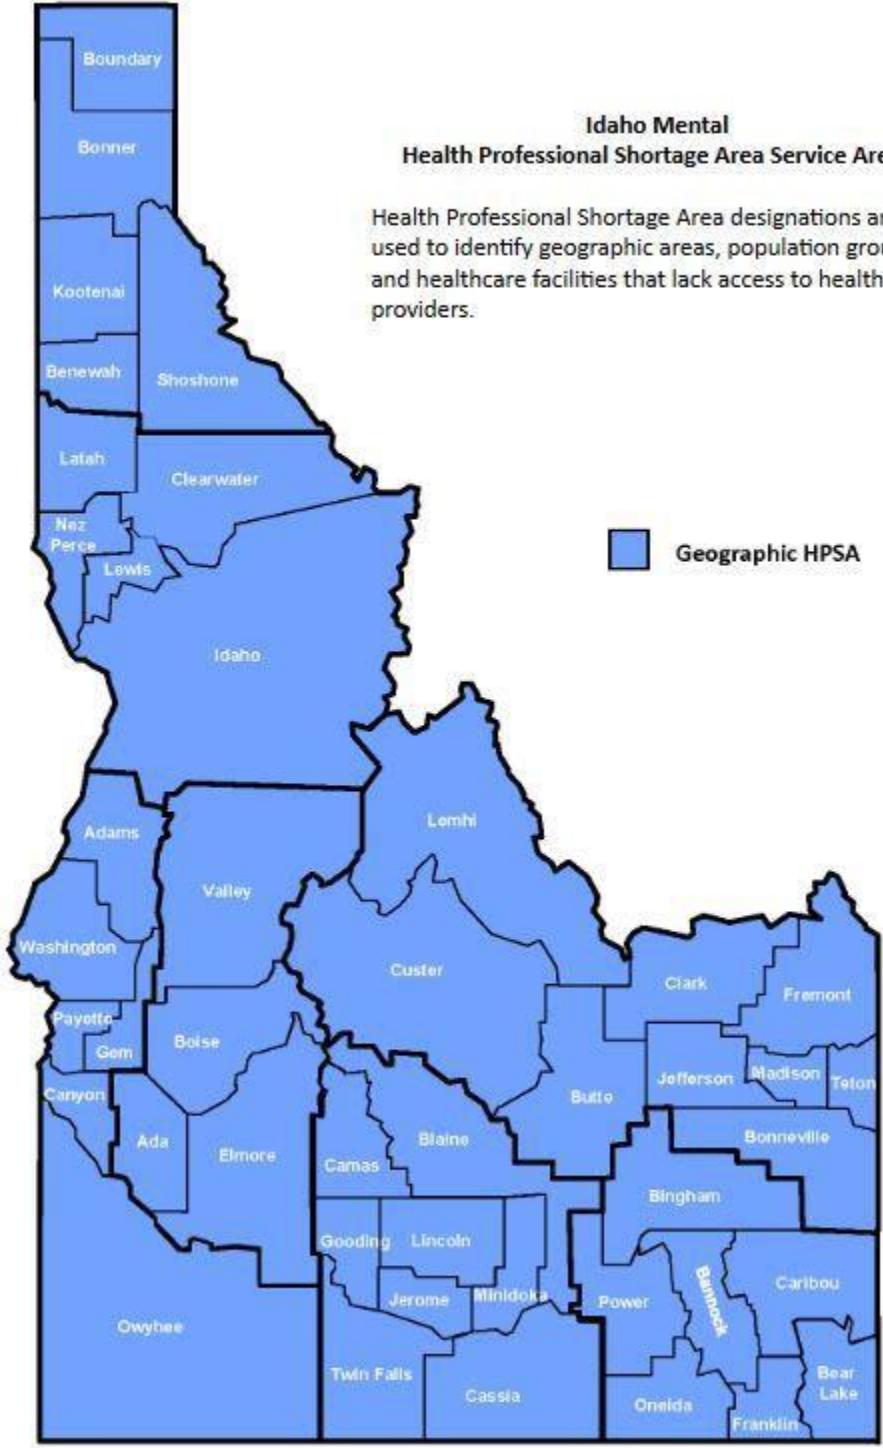 Boundary
Idaho Mental
Health Professional Shortage Area Service Are
Bonner
Health Professional Shortage Area designations ar
used to identify geographic areas, population grou
and healthcare facilities that lack access to health
providers.
Kootenai
Benewah
Shoshone
Latah
Clearwater
Nez
Perce
Geographic HPSA
Lewis
Idaho
Lemhi
Adams
Valley
Washington
Custer
Clark
Fremont
Payette
Boise
Gem
Jefferson
Madison
Teton
Canyon
Butte
Ada
Elmore
Blaine
Bonneville
Camas
Bingham
Gooding
Lincoln
Caribou
Jerome
Minidoka
Power
Bannock
Owyhee
Twin Falls
Cassia
Oneida
Bear
Lake
Franklin